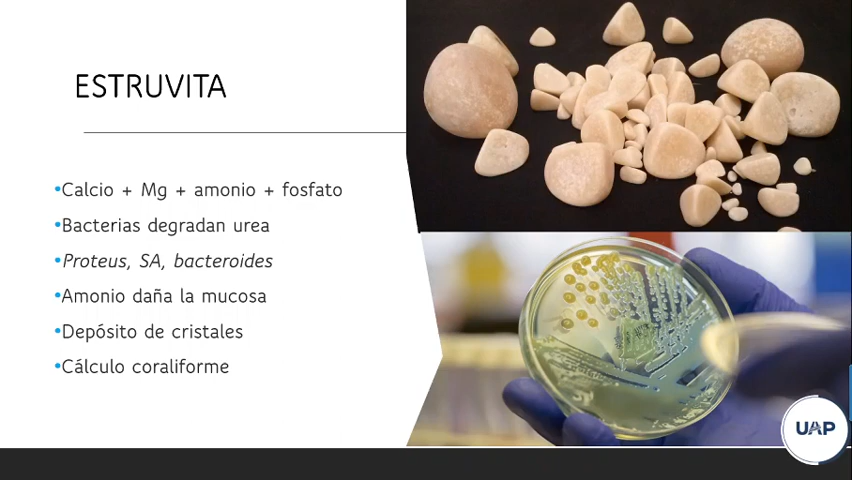 ESTRUVITA
•Calcio + Mg + amonio + fosfato
•Bacterias degradan urea
•Proteus, SA, bacteroides
•Amonio daña la mucosa
•Depósito de cristales
•Cálculo coraliforme
UAP